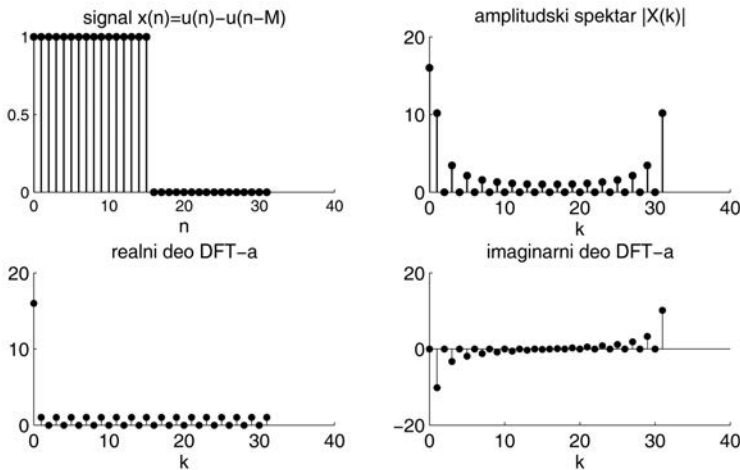 signal x(n)=u(n)−u(n−M)
1
0.5
0
0 10 20 30 40
n
amplitudski spektar |X(k)|
20
10
0
0 10 20 30 40
k
realni deo DFT−a
20
10
0
0 10 20 30 40
k
imaginarni deo DFT−a
20
0
−20
0 10 20 30 40
k